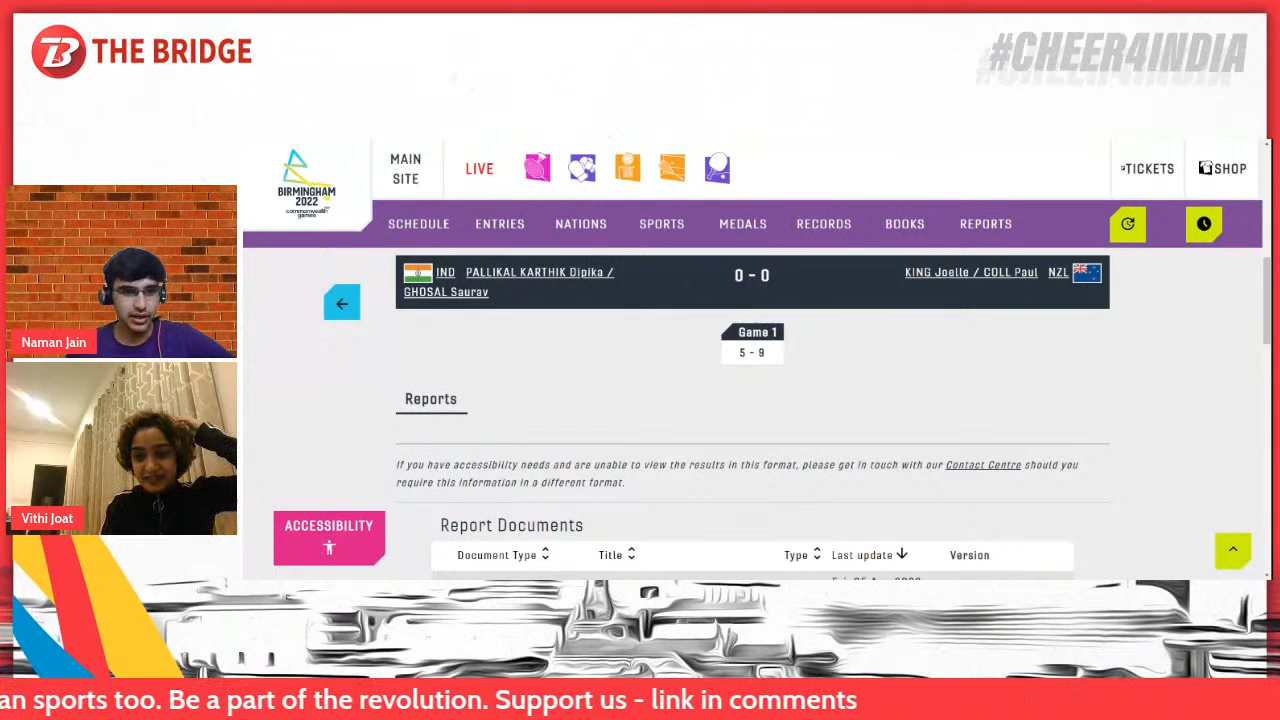 THE BRIDGE
#CHEER4INDIA
BIRMINGHAM
2022
commonwealth
games
MAIN
SITE
LIVE
TICKETS
SHOP
SCHEDULE
ENTRIES
NATIONS
SPORTS
MEDALS
RECORDS
BOOKS
REPORTS
IND PALLIKAL KARTHIK Dipika /
GHOSAL Saurav
0 - 0
KING Joelle / COLL Paul NZL
Game 1
5 - 9
Reports
If you have accessibility needs and are unable to view the results in this format, please get in touch with our Contact Centre should you
require this information in a different format.
Report Documents
Document Type
Title
Type
Last update
Version
ACCESSIBILITY
Naman Jain
Vithi Joat
an sports too. Be a part of the revolution. Support us - link in comments